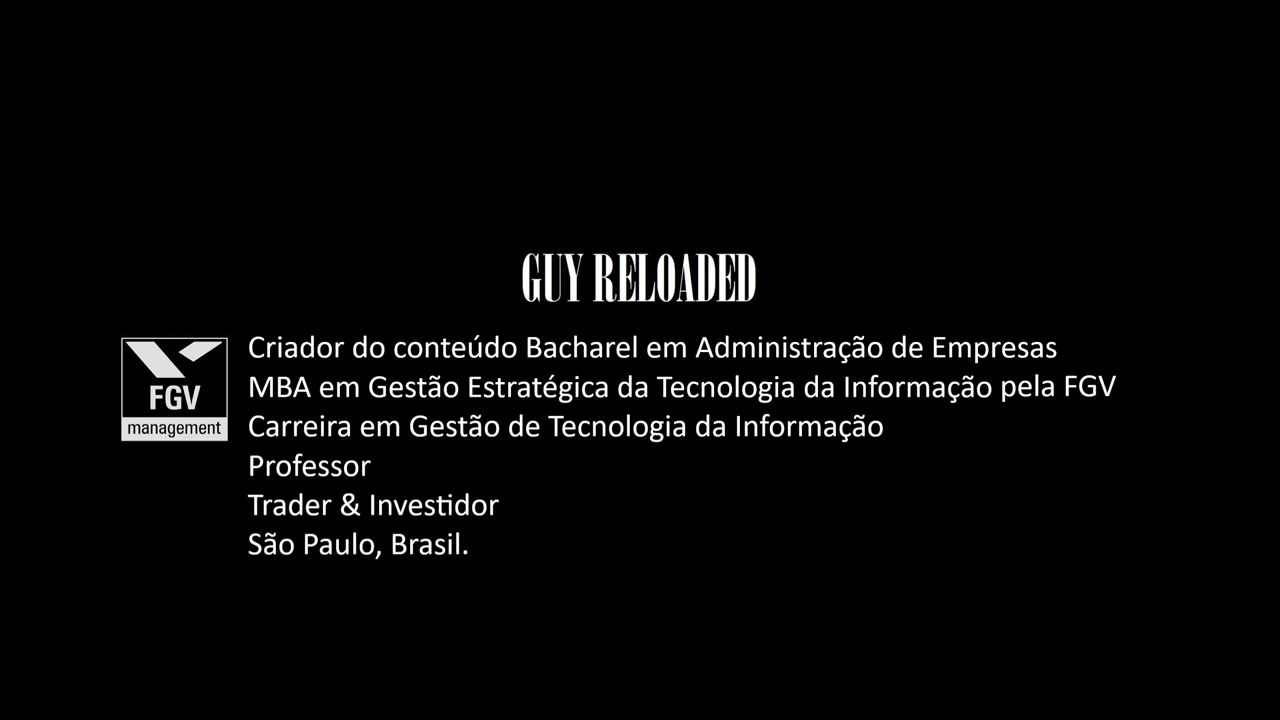 GUY RELOADED
FGV
management
Criador do conteúdo Bacharel em Administração de Empresas
MBA em Gestão Estratégica da Tecnologia da Informação pela FGV
Carreira em Gestão de Tecnologia da Informação
Professor
Trader & Investidor
São Paulo, Brasil.